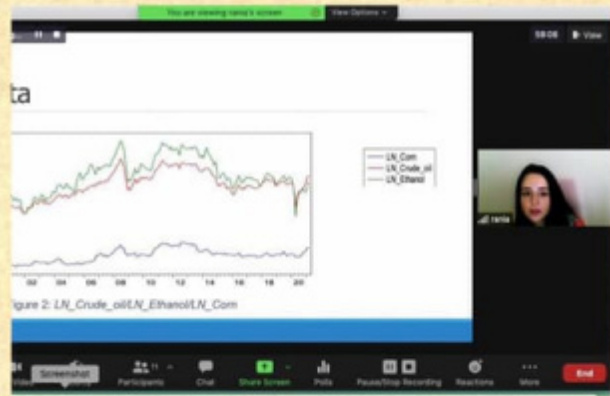 You are viewing rania's screen
View Options
58:08
View
ta
LN_Corn
LN_Crude_oil
LN_Ethanol
rania
02 04 06 08 10 12 14 16 18 20
igure 2: LN_Crude_oil/LN_Ethanol/LN_Corn
Screenshot
Participants
11
Chat
Share Screen
Polls
Pause/Stop Recording
Reactions
More
End